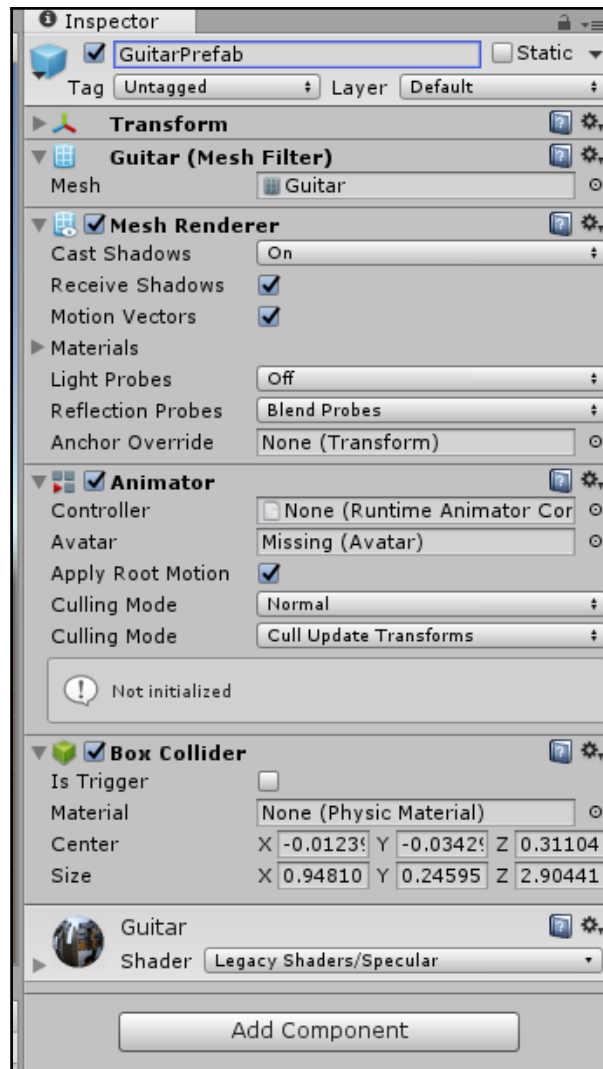 Inspector
GuitarPrefab Static
Tag Untagged Layer Default
Transform
Guitar (Mesh Filter)
Mesh Guitar
Mesh Renderer
Cast Shadows On
Receive Shadows
Motion Vectors
Materials
Light Probes Off
Reflection Probes Blend Probes
Anchor Override None (Transform)
Animator
Controller None (Runtime Animator Cor
Avatar Missing (Avatar)
Apply Root Motion
Culling Mode Normal
Culling Mode Cull Update Transforms
Not initialized
Box Collider
Is Trigger
Material None (Physic Material)
Center X -0.0123 Y -0.0342 Z 0.31104
Size X 0.94810 Y 0.24595 Z 2.90441
Guitar
Shader Legacy Shaders/Specular
Add Component